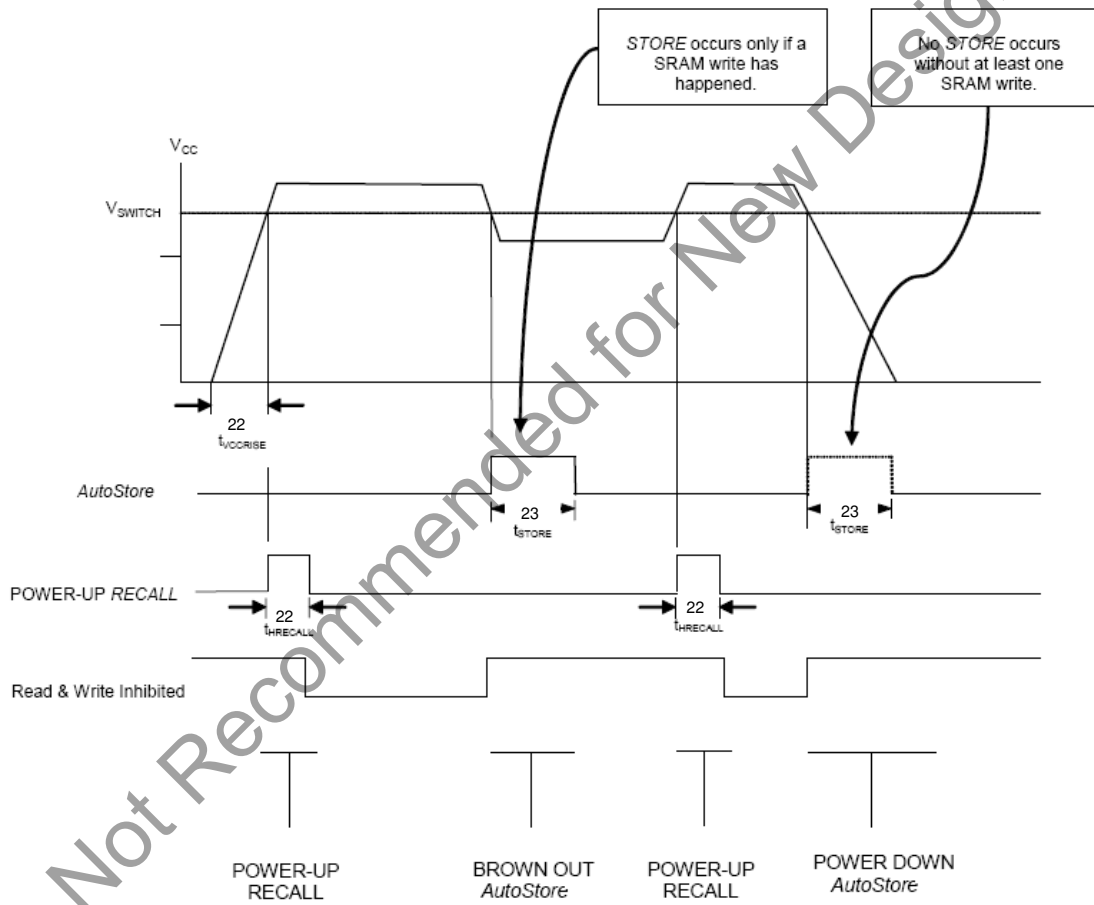 STORE occurs only if a
SRAM write has
happened.
No STORE occurs
without at least one
SRAM write.
VCC
VSWITCH
22
tVCCRISE
AutoStore
23
tSTORE
23
tSTORE
POWER-UP RECALL
22
tHRECALL
22
tHRECALL
Read & Write Inhibited
POWER-UP
RECALL
BROWN OUT
AutoStore
POWER-UP
RECALL
POWER DOWN
AutoStore
Not Recommended for New Desig